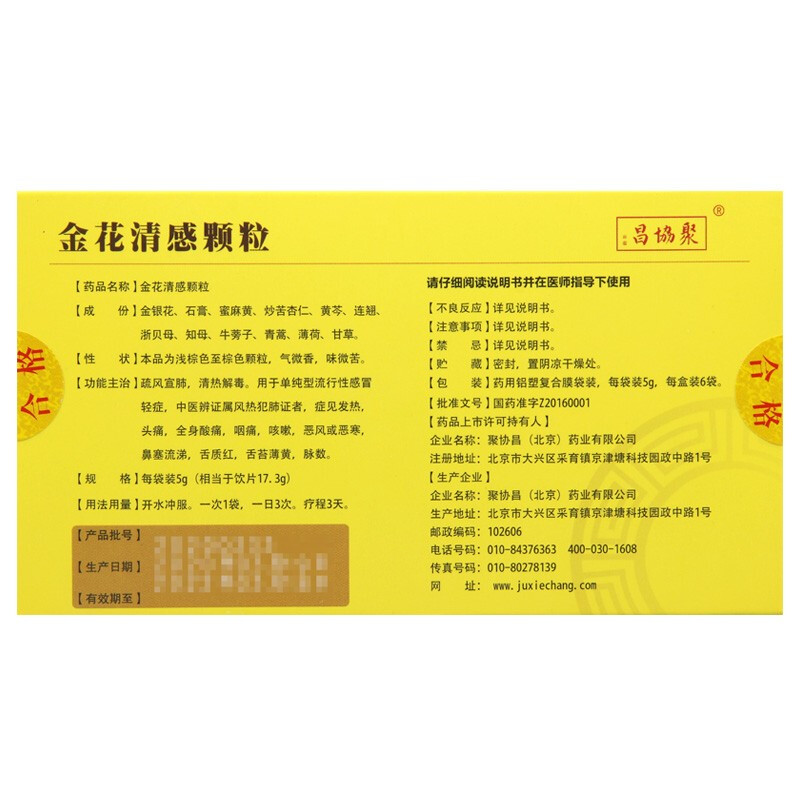 金花清感颗粒
【药品名称】金花清感颗粒
【成　份】金银花、石膏、蜜麻黄、炒苦杏仁、黄芩、连翘、
浙贝母、知母、牛蒡子、青蒿、薄荷、甘草。
【性　状】本品为浅棕色至棕色颗粒，气微香，味微苦。
【功能主治】疏风宣肺，清热解毒。用于单纯型流行性感冒
轻症，中医辨证属风热犯肺证者，症见发热，
头痛，全身酸痛，咽痛，咳嗽，恶风或恶寒，
鼻塞流涕，舌质红，舌苔薄黄，脉数。
【规　格】每袋装5g（相当于饮片17.3g）
【用法用量】开水冲服。一次1袋，一日3次。疗程3天。
【产品批号】
【生产日期】
【有效期至】
昌協聚®
请仔细阅读说明书并在医师指导下使用
【不良反应】详见说明书。
【注意事项】详见说明书。
【禁　忌】详见说明书。
【贮　藏】密封，置阴凉干燥处。
【包　装】药用铝塑复合膜袋装，每袋装5g，每盒装6袋。
【批准文号】国药准字Z20160001
【药品上市许可持有人】
企业名称：聚协昌（北京）药业有限公司
注册地址：北京市大兴区采育镇京津塘科技园政中路1号
【生产企业】
企业名称：聚协昌（北京）药业有限公司
生产地址：北京市大兴区采育镇京津塘科技园政中路1号
邮政编码：102606
电话号码：010-84376363　400-030-1608
传真号码：010-80278139
网　址：www.juxiechang.com
合格
合格